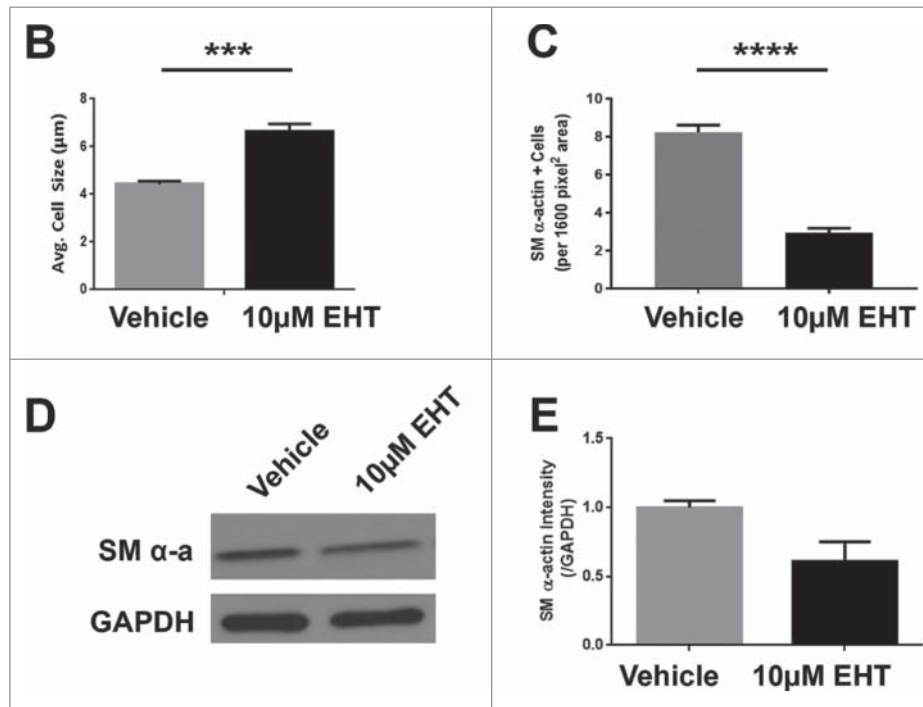 B
***
Avg. Cell Size (µm)
8
6
4
2
0
Vehicle 10µM EHT
C
****
SM α-actin + Cells
(per 1600 pixel² area)
10
8
6
4
2
0
Vehicle 10µM EHT
D
Vehicle 10µM EHT
SM α-a
GAPDH
E
SM α-actin Intensity
(/GAPDH)
1.5
1.0
0.5
0.0
Vehicle 10µM EHT